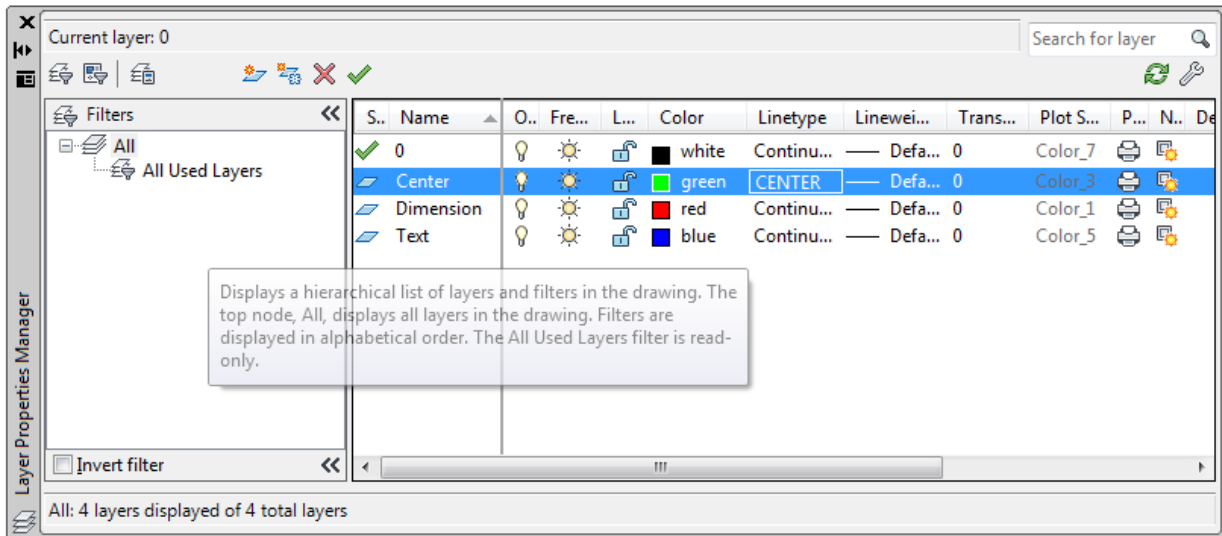 Current layer: 0
Search for layer
Filters
All
All Used Layers
Invert filter
S.. Name O.. Fre... L... Color Linetype Linewei... Trans... Plot S... P... N.. De
0 white Continu... Defa... 0 Color_7
Center green CENTER Defa... 0 Color_3
Dimension red Continu... Defa... 0 Color_1
Text blue Continu... Defa... 0 Color_5
Displays a hierarchical list of layers and filters in the drawing. The
top node, All, displays all layers in the drawing. Filters are
displayed in alphabetical order. The All Used Layers filter is read-
only.
All: 4 layers displayed of 4 total layers
Layer Properties Manager